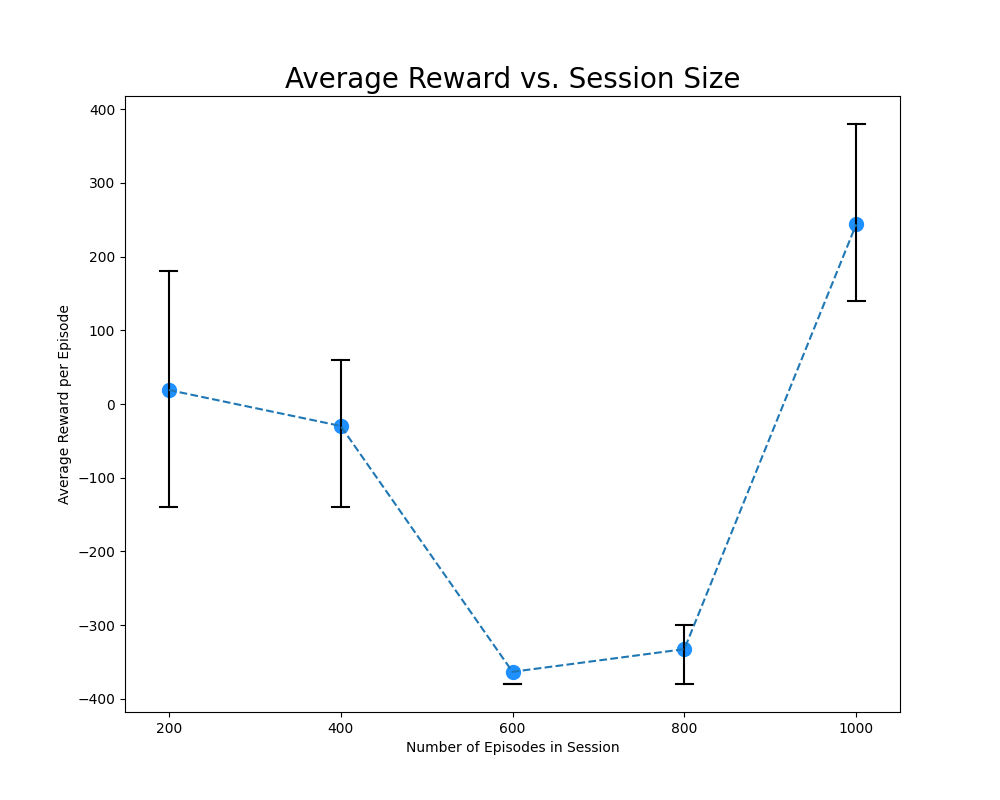 Average Reward vs. Session Size
400
300
200
100
0
−100
−200
−300
−400
Average Reward per Episode
200 400 600 800 1000
Number of Episodes in Session